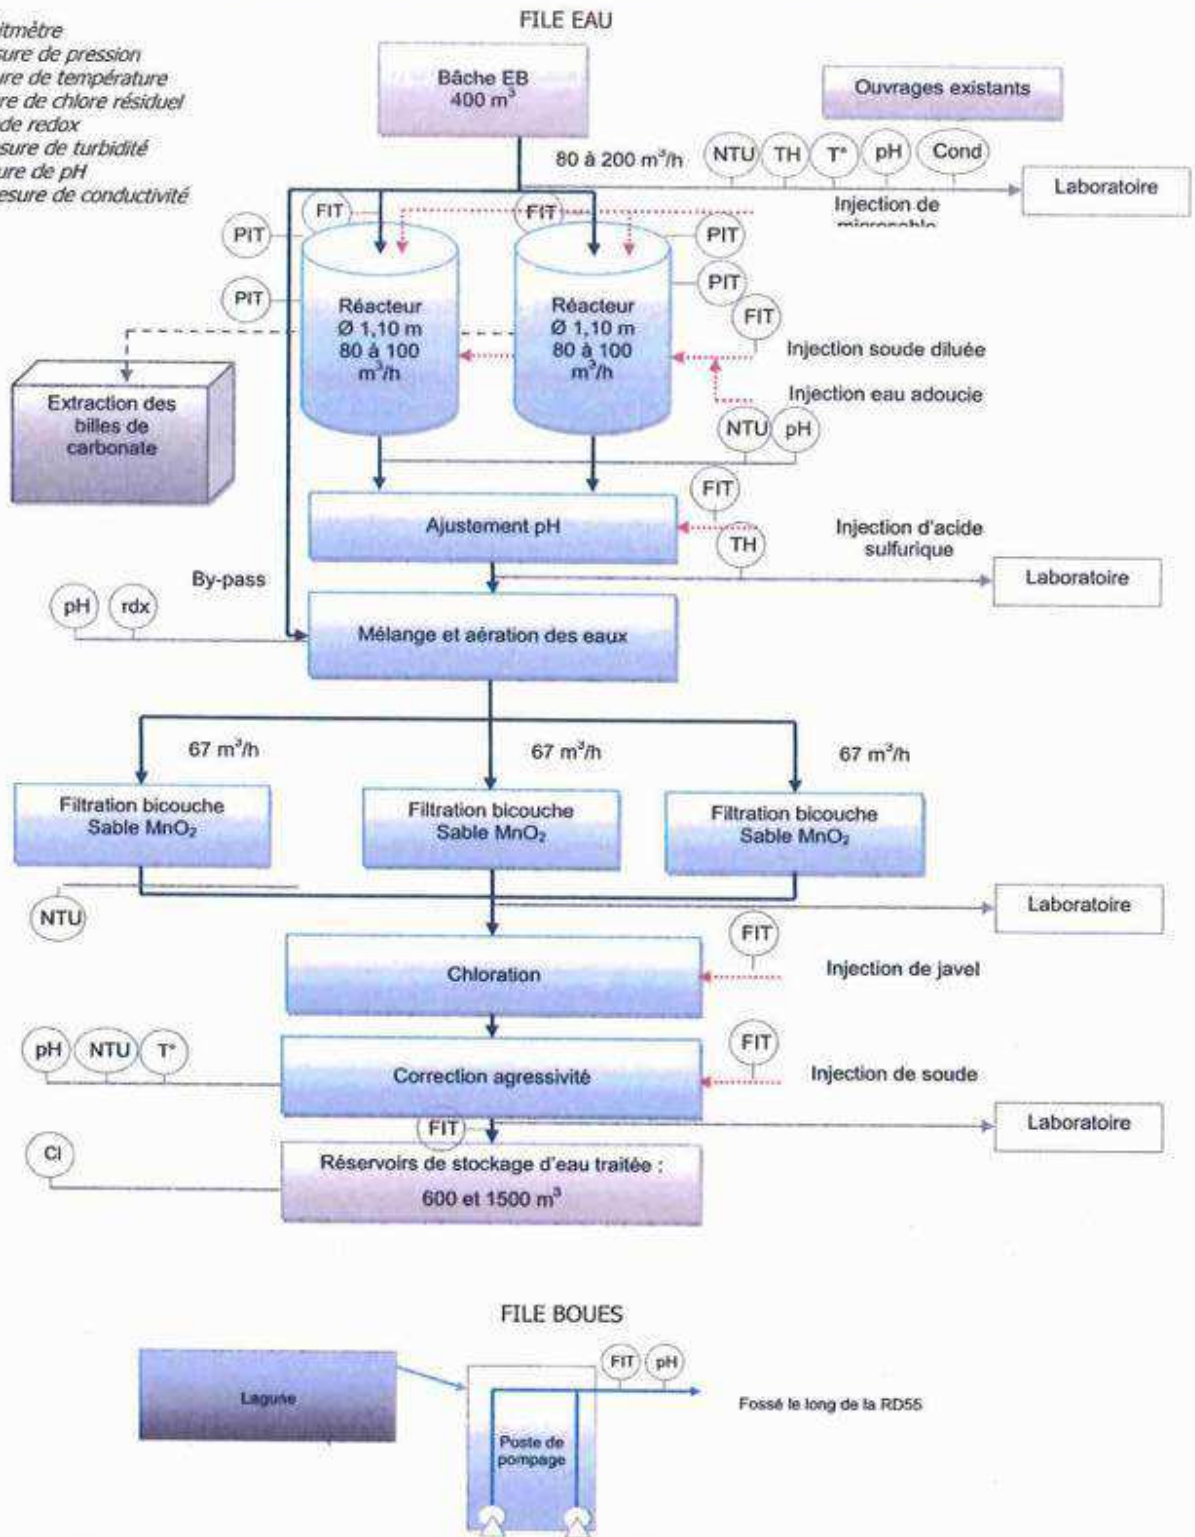 FILE EAU
sure de pression
de température
de chlore résiduel
de redox
sure de turbidité
de pH
de conductivité
Bâche EB
400 m³
Ouvrages existants
80 à 200 m³/h
NTU
TH
T°
pH
Cond
Laboratoire
Injection de
FIT
FIT
PIT
PIT
PIT
PIT
FIT
Réacteur
Ø 1,10 m
80 à 100
m³/h
Réacteur
Ø 1,10 m
80 à 100
m³/h
Injection soude diluée
Injection eau adoucie
Extraction des
billes de
carbonate
NTU
pH
FIT
Ajustement pH
TH
Injection d'acide
sulfurique
Laboratoire
By-pass
pH
rdx
Mélange et aération des eaux
67 m³/h
67 m³/h
67 m³/h
Filtration bicouche
Sable MnO₂
Filtration bicouche
Sable MnO₂
Filtration bicouche
Sable MnO₂
NTU
Laboratoire
FIT
Chloration
Injection de javel
pH
NTU
T°
FIT
Correction agressivité
Injection de soude
FIT
Laboratoire
Cl
Réservoirs de stockage d'eau traitée :
600 et 1500 m³
FILE BOUES
Lagune
FIT
pH
Fossé le long de la RD55
Poste de
pompage